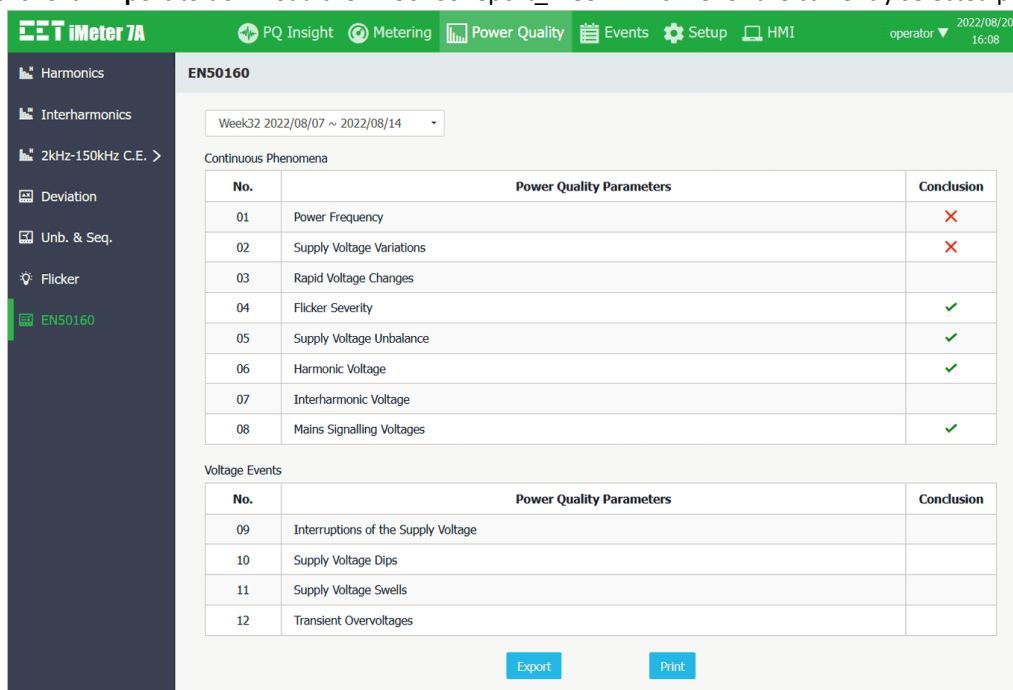 CET iMeter 7A
PQ Insight Metering Power Quality Events Setup HMI operator 2022/08/20 16:08
Harmonics
Interharmonics
2kHz-150kHz C.E. >
Deviation
Unb. & Seq.
Flicker
EN50160
EN50160
Week32 2022/08/07 ~ 2022/08/14
Continuous Phenomena
No. Power Quality Parameters Conclusion
01 Power Frequency
02 Supply Voltage Variations
03 Rapid Voltage Changes
04 Flicker Severity
05 Supply Voltage Unbalance
06 Harmonic Voltage
07 Interharmonic Voltage
08 Mains Signalling Voltages
Voltage Events
No. Power Quality Parameters Conclusion
09 Interruptions of the Supply Voltage
10 Supply Voltage Dips
11 Supply Voltage Swells
12 Transient Overvoltages
Export Print